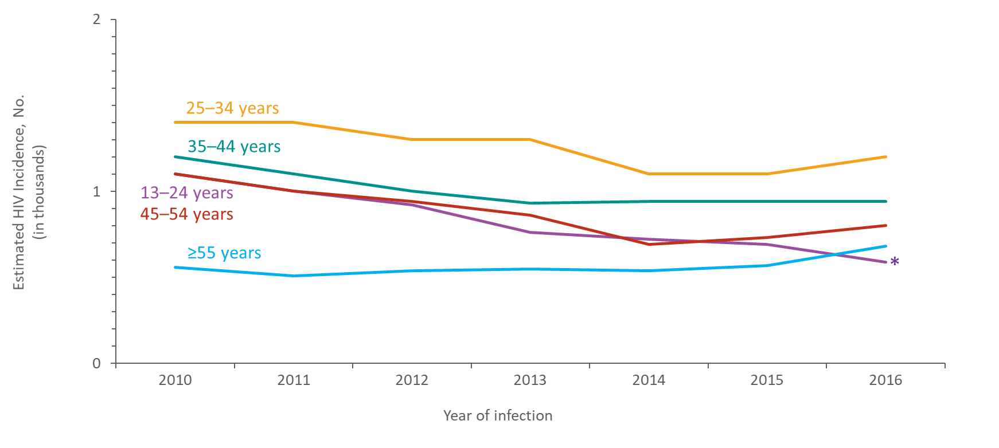 2
25–34 years
35–44 years
1
13–24 years
45–54 years
≥55 years
*
0
2010 2011 2012 2013 2014 2015 2016
Year of infection
Estimated HIV Incidence, No.
(in thousands)